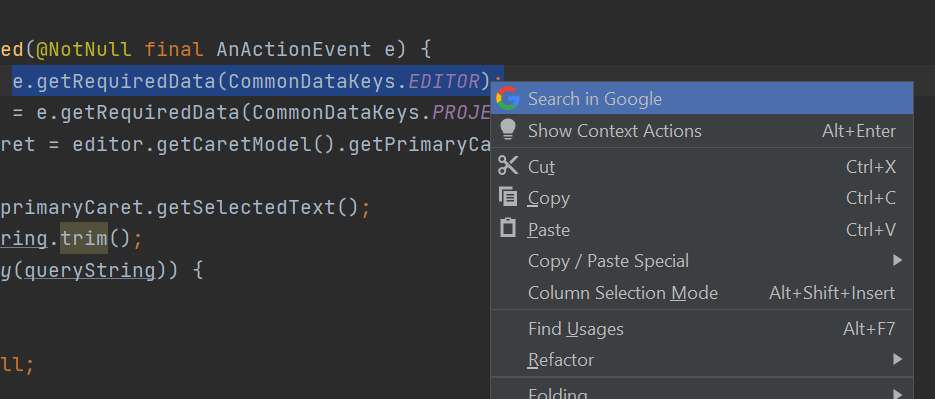 ed(@NotNull final AnActionEvent e) {
e.getRequiredData(CommonDataKeys.EDITOR);
= e.getRequiredData(CommonDataKeys.PROJE
ret = editor.getCaretModel().getPrimaryCa
primaryCaret.getSelectedText();
ring.trim();
y(queryString)) {
ll;
Search in Google
Show Context Actions Alt+Enter
Cut Ctrl+X
Copy Ctrl+C
Paste Ctrl+V
Copy / Paste Special
Column Selection Mode Alt+Shift+Insert
Find Usages Alt+F7
Refactor
Folding